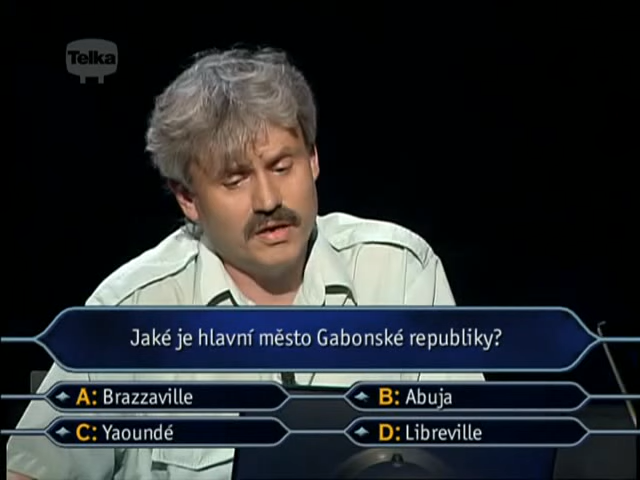 Telka
Jaké je hlavní město Gabonské republiky?
A: Brazzaville
B: Abuja
C: Yaoundé
D: Libreville